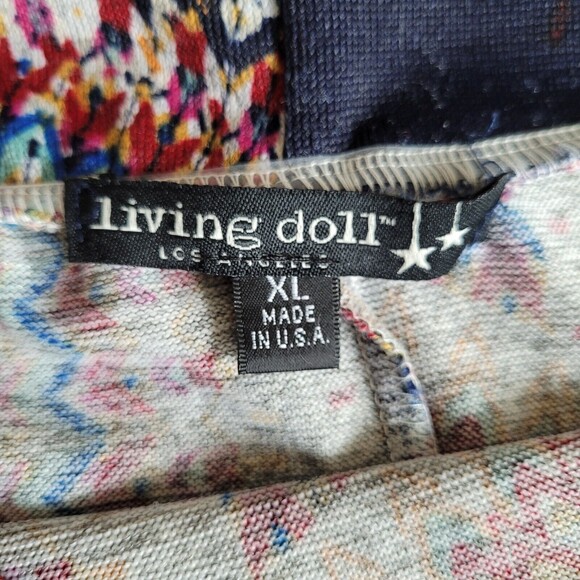 living doll™
LOS ANGELES
XL
MADE
IN U.S.A.